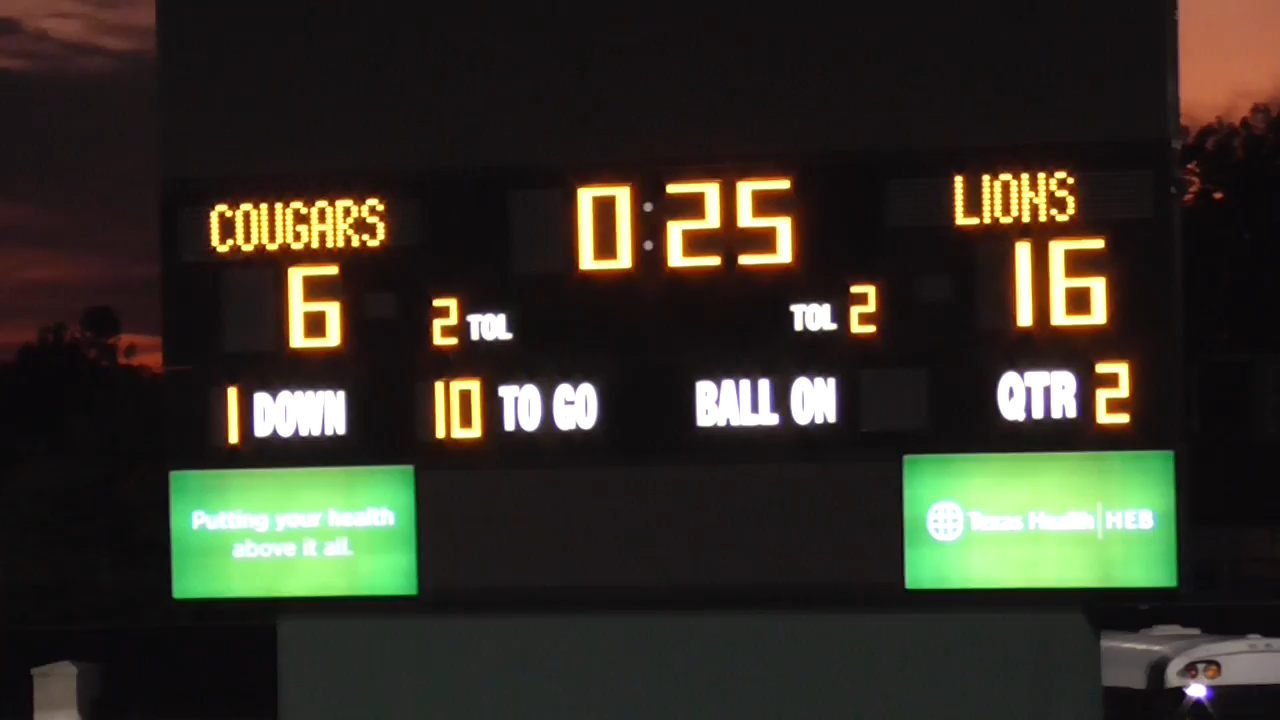 COUGARS 0:25 LIONS
6 2 TOL TOL 2 16
1 DOWN 10 TO GO BALL ON QTR 2
Putting your health
above it all.
Texas Health | HEB